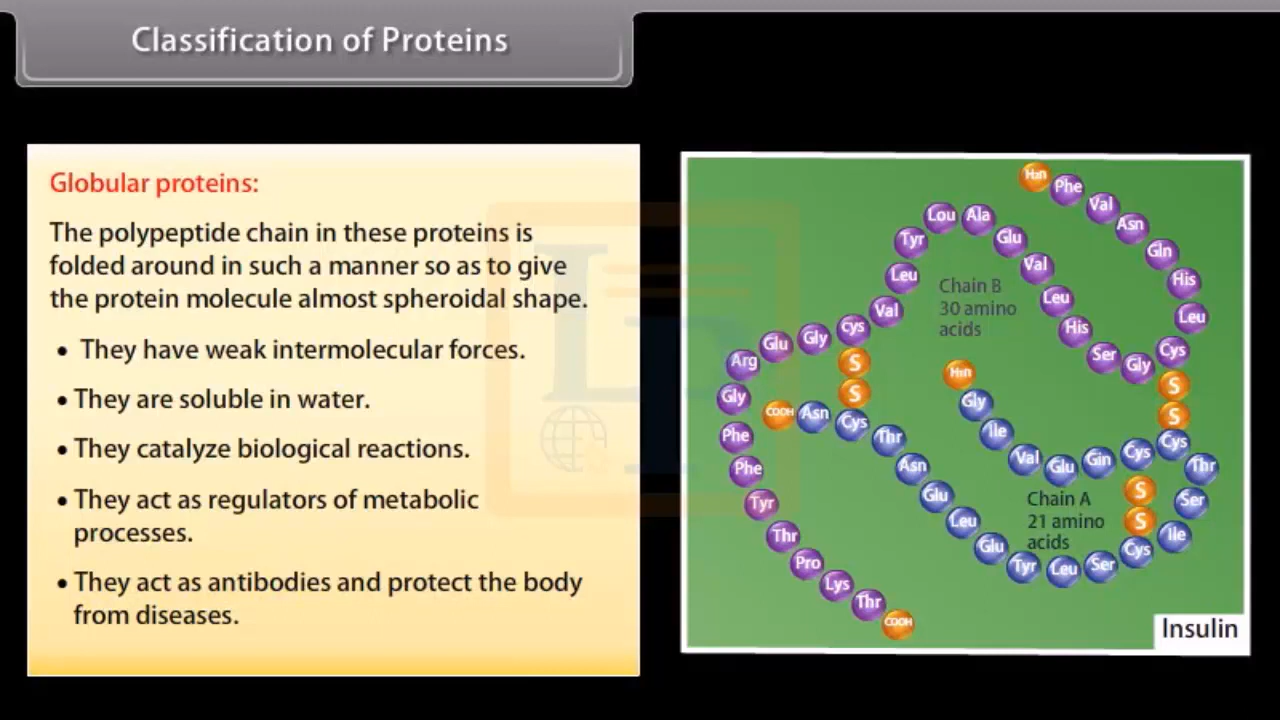 Classification of Proteins
Globular proteins:
The polypeptide chain in these proteins is
folded around in such a manner so as to give
the protein molecule almost spheroidal shape.
• They have weak intermolecular forces.
• They are soluble in water.
• They catalyze biological reactions.
• They act as regulators of metabolic
processes.
• They act as antibodies and protect the body
from diseases.
H2n
Phe
Val
Asn
Gln
His
Leu
Cys
Gly
Ser
His
Leu
Val
Glu
Ala
Lou
Tyr
Leu
Val
cys
Gly
Glu
Arg
Gly
Phe
Phe
Tyr
Thr
Pro
Lys
Thr
COOH
Chain B
30 amino
acids
S
S
S
S
Gly
Ile
Val
Glu
Gin
Cys
Cys
Thr
Ser
Ile
Cys
Ser
Leu
Tyr
Glu
Leu
Glu
Asn
Thr
Cys
Asn
COOH
S
S
Chain A
21 amino
acids
Insulin